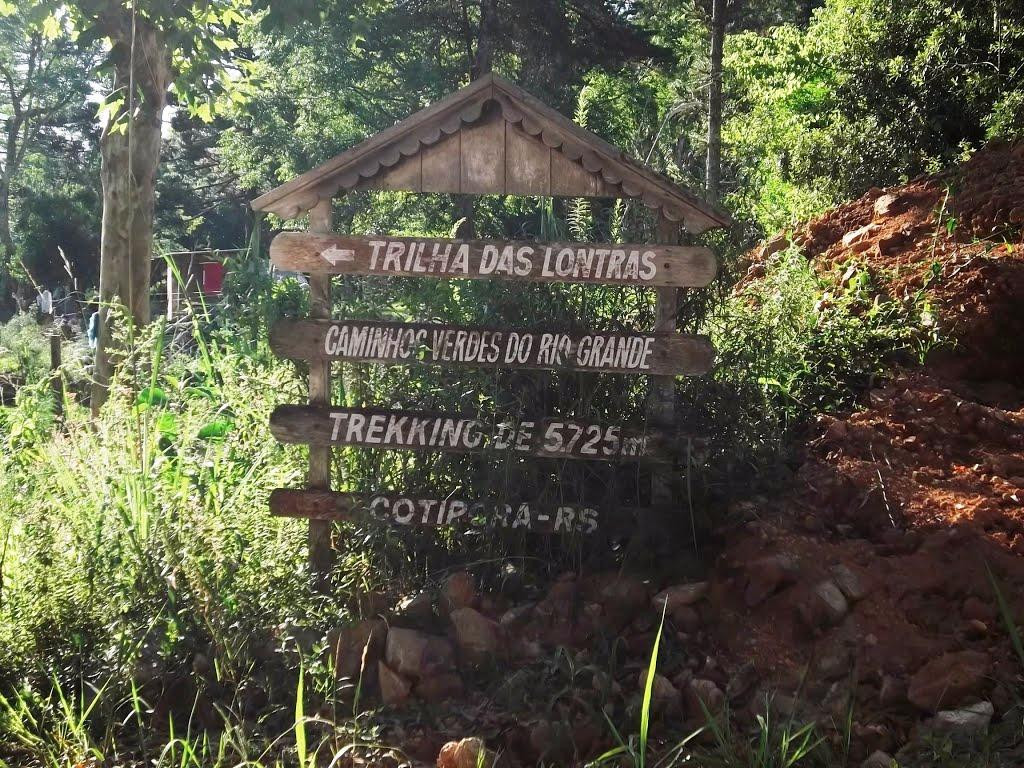 ← TRILHA DAS LONTRAS
CAMINHOS VERDES DO RIO GRANDE
TREKKING DE 5725m
COTIPORA-RS